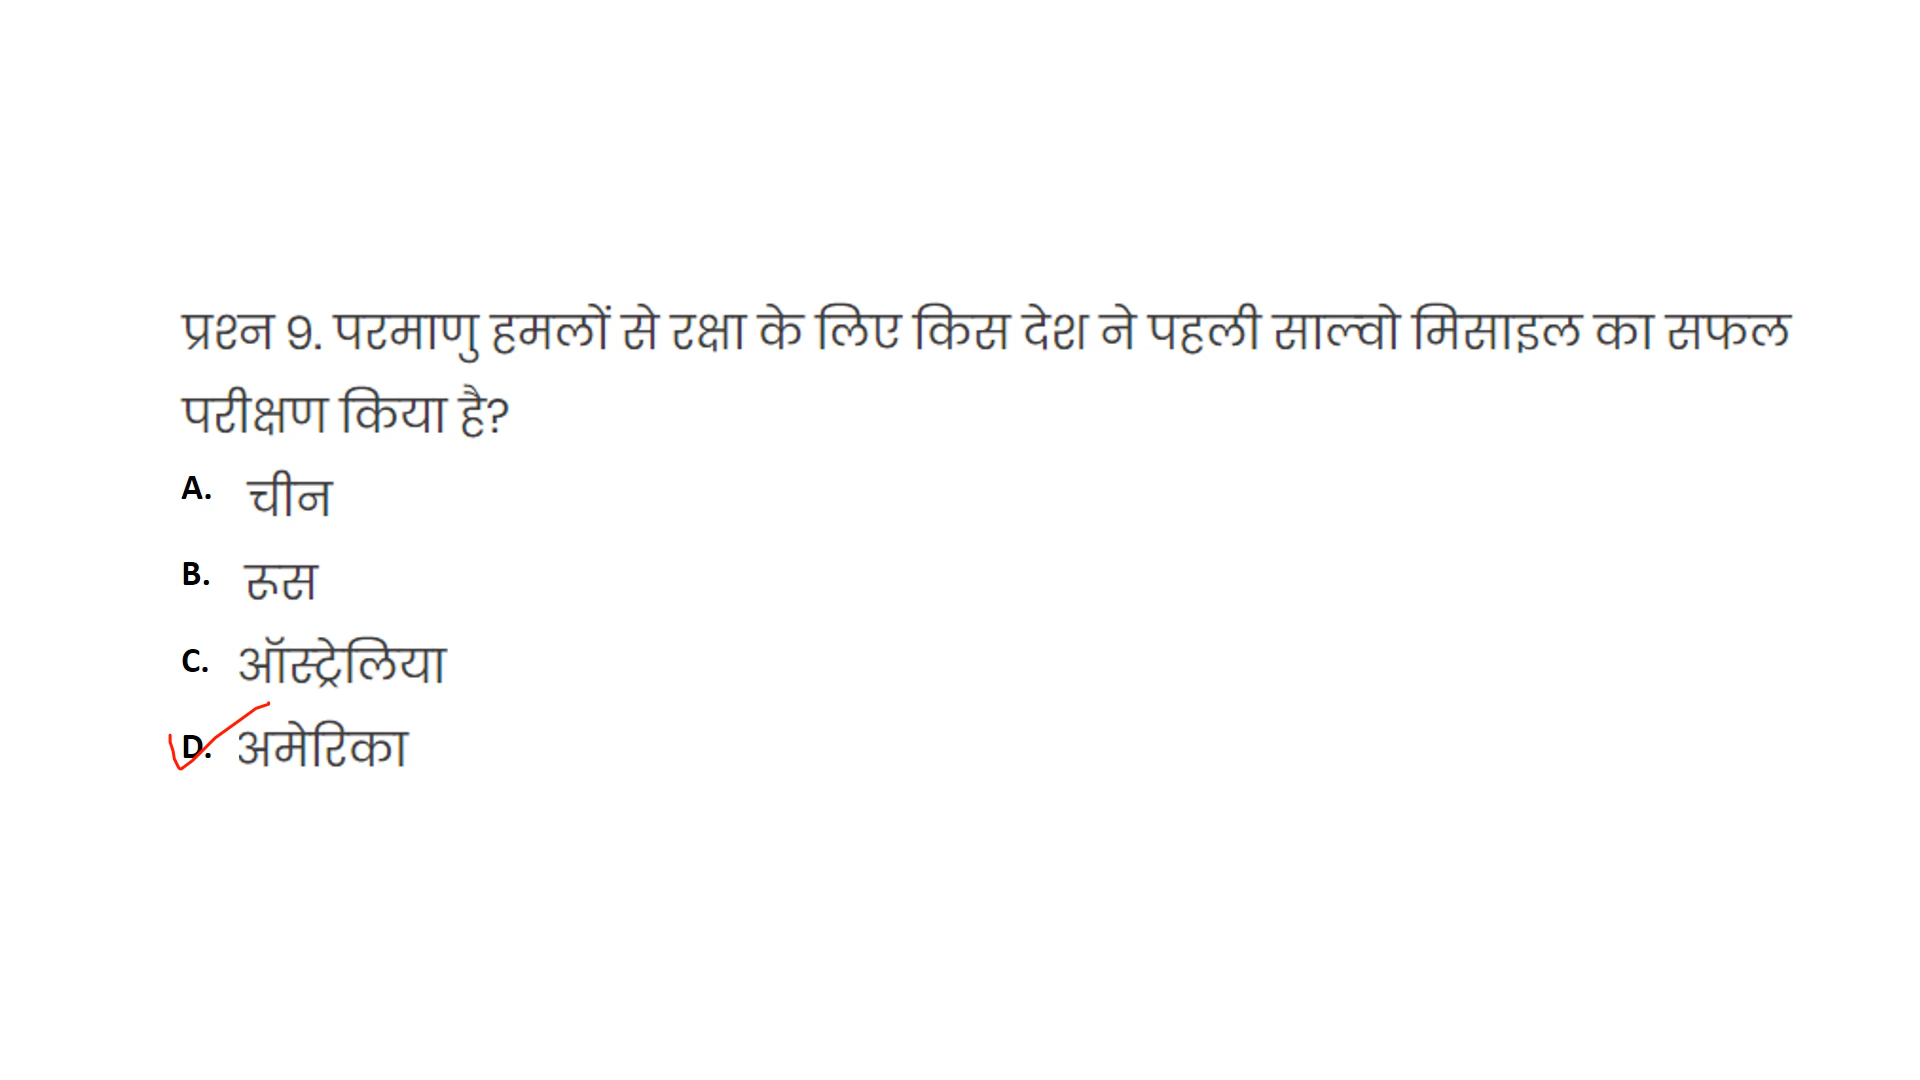 प्रश्न 9. परमाणु हमलों से रक्षा के लिए किस देश ने पहली साल्वो मिसाइल का सफल
परीक्षण किया है?
A. चीन
B. रूस
C. ऑस्ट्रेलिया
D. अमेरिका